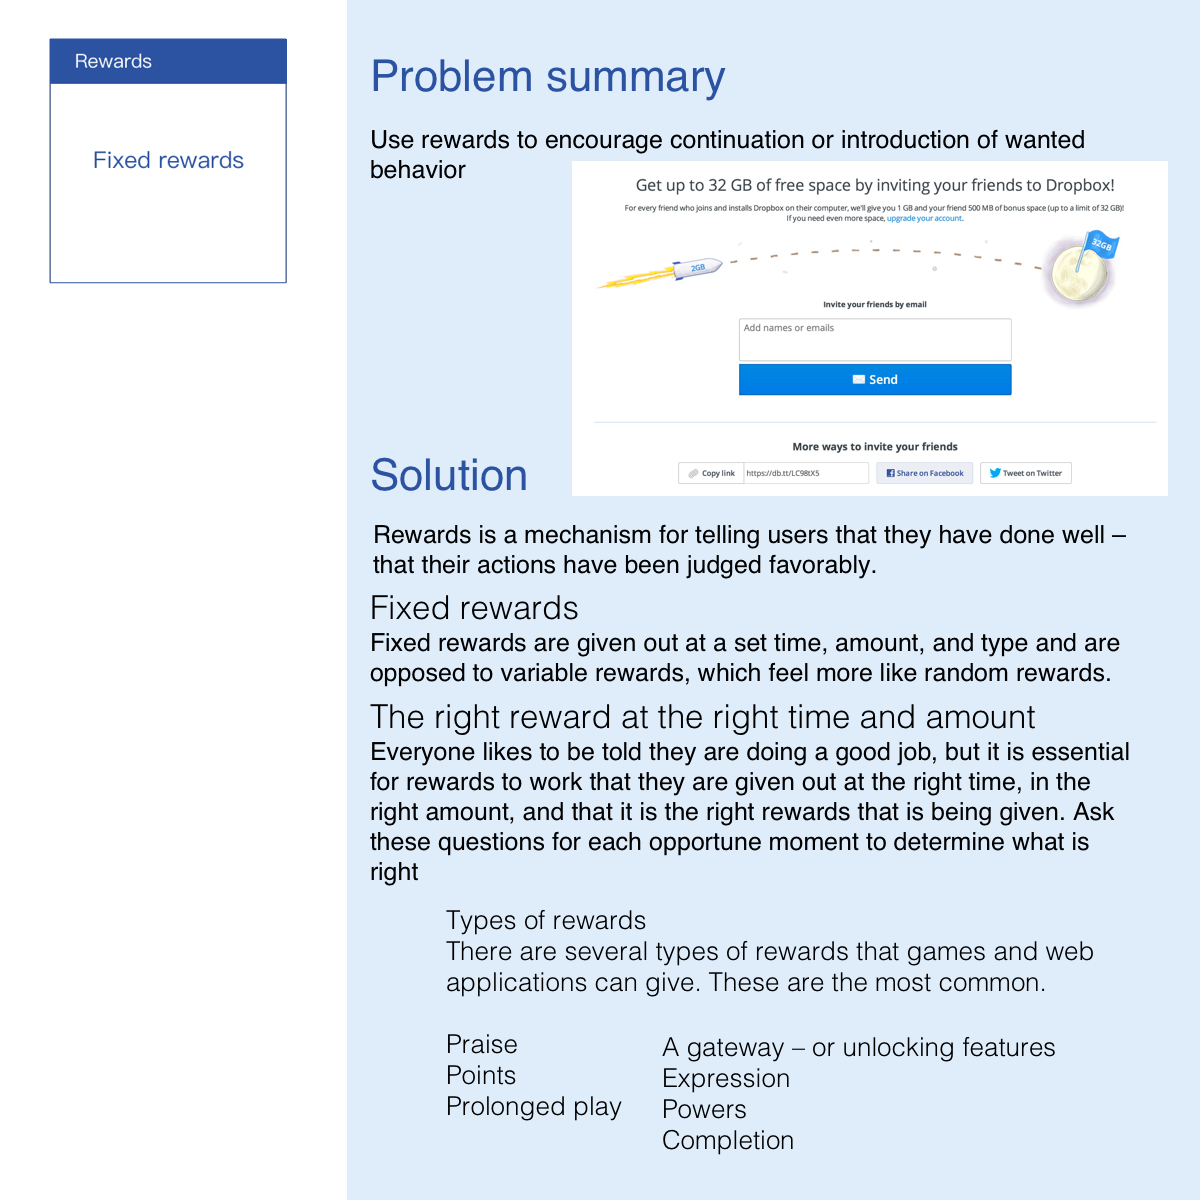 Rewards
Fixed rewards
Problem summary
Use rewards to encourage continuation or introduction of wanted
behavior
Get up to 32 GB of free space by inviting your friends to Dropbox!
For every friend who joins and installs Dropbox on their computer, we'll give you 1 GB and your friend 500 MB of bonus space (up to a limit of 32 GB)!
If you need even more space, upgrade your account.
2GB
32GB
Invite your friends by email
Add names or emails
Send
More ways to invite your friends
Copy link
https://db.tt/LC98tX5
Share on Facebook
Tweet on Twitter
Solution
Rewards is a mechanism for telling users that they have done well –
that their actions have been judged favorably.
Fixed rewards
Fixed rewards are given out at a set time, amount, and type and are
opposed to variable rewards, which feel more like random rewards.
The right reward at the right time and amount
Everyone likes to be told they are doing a good job, but it is essential
for rewards to work that they are given out at the right time, in the
right amount, and that it is the right rewards that is being given. Ask
these questions for each opportune moment to determine what is
right
Types of rewards
There are several types of rewards that games and web
applications can give. These are the most common.
Praise
Points
Prolonged play
A gateway – or unlocking features
Expression
Powers
Completion